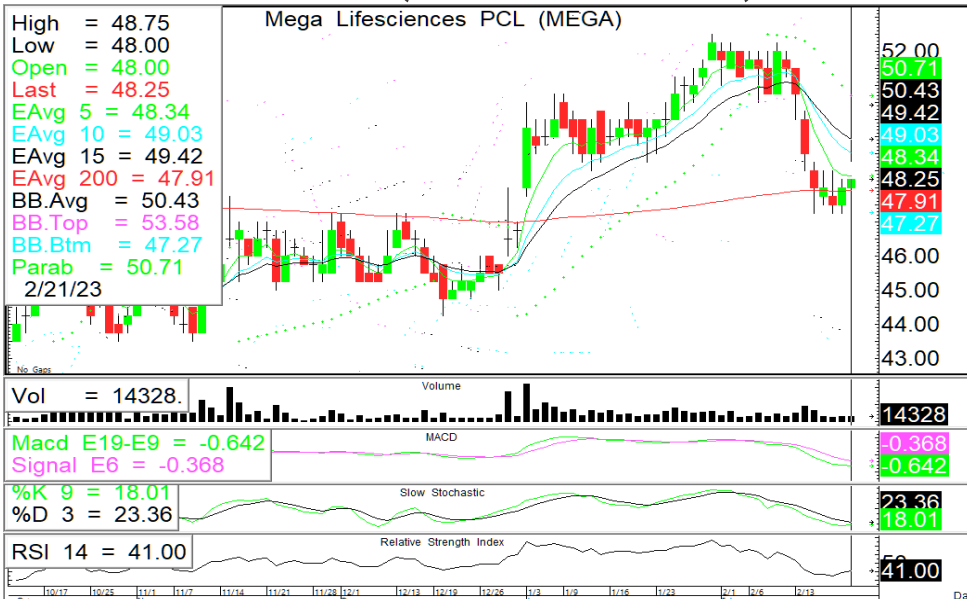 Mega Lifesciences PCL (MEGA)
High = 48.75
Low = 48.00
Open = 48.00
Last = 48.25
EAvg 5 = 48.34
EAvg 10 = 49.03
EAvg 15 = 49.42
EAvg 200 = 47.91
BB.Avg = 50.43
BB.Top = 53.58
BB.Btm = 47.27
Parab = 50.71
2/21/23
52.00
50.71
50.43
49.42
49.03
48.34
48.25
47.91
47.27
46.00
45.00
44.00
43.00
No Gaps
Volume
Vol = 14328.
14328
MACD
Macd E19-E9 = -0.642
Signal E6 = -0.368
-0.368
-0.642
Slow Stochastic
%K 9 = 18.01
%D 3 = 23.36
23.36
18.01
Relative Strength Index
RSI 14 = 41.00
41.00
10/17 10/25 11/1 11/7 11/14 11/21 11/28 12/1 12/13 12/19 12/26 1/3 1/9 1/16 1/23 2/1 2/6 2/13
Da